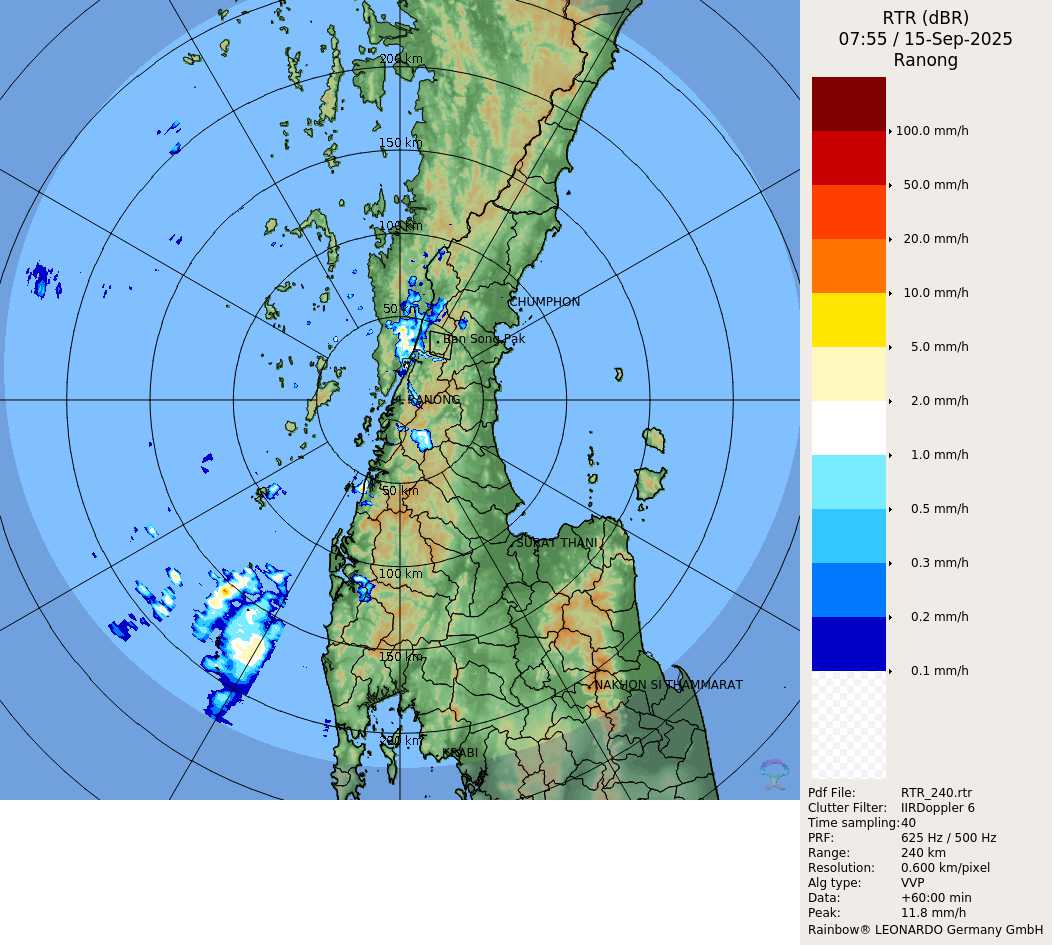 RTR (dBR)
07:55 / 15-Sep-2025
Ranong
200 km
150 km
100 km
50 km
CHUMPHON
Ban Song Pak
RANONG
50 km
SURAT THANI
100 km
150 km
NAKHON SI THAMMARAT
200 km
KRABI
100.0 mm/h
50.0 mm/h
20.0 mm/h
10.0 mm/h
5.0 mm/h
2.0 mm/h
1.0 mm/h
0.5 mm/h
0.3 mm/h
0.2 mm/h
0.1 mm/h
Pdf File: RTR_240.rtr
Clutter Filter: IIRDoppler 6
Time sampling: 40
PRF: 625 Hz / 500 Hz
Range: 240 km
Resolution: 0.600 km/pixel
Alg type: VVP
Data: +60:00 min
Peak: 11.8 mm/h
Rainbow® LEONARDO Germany GmbH